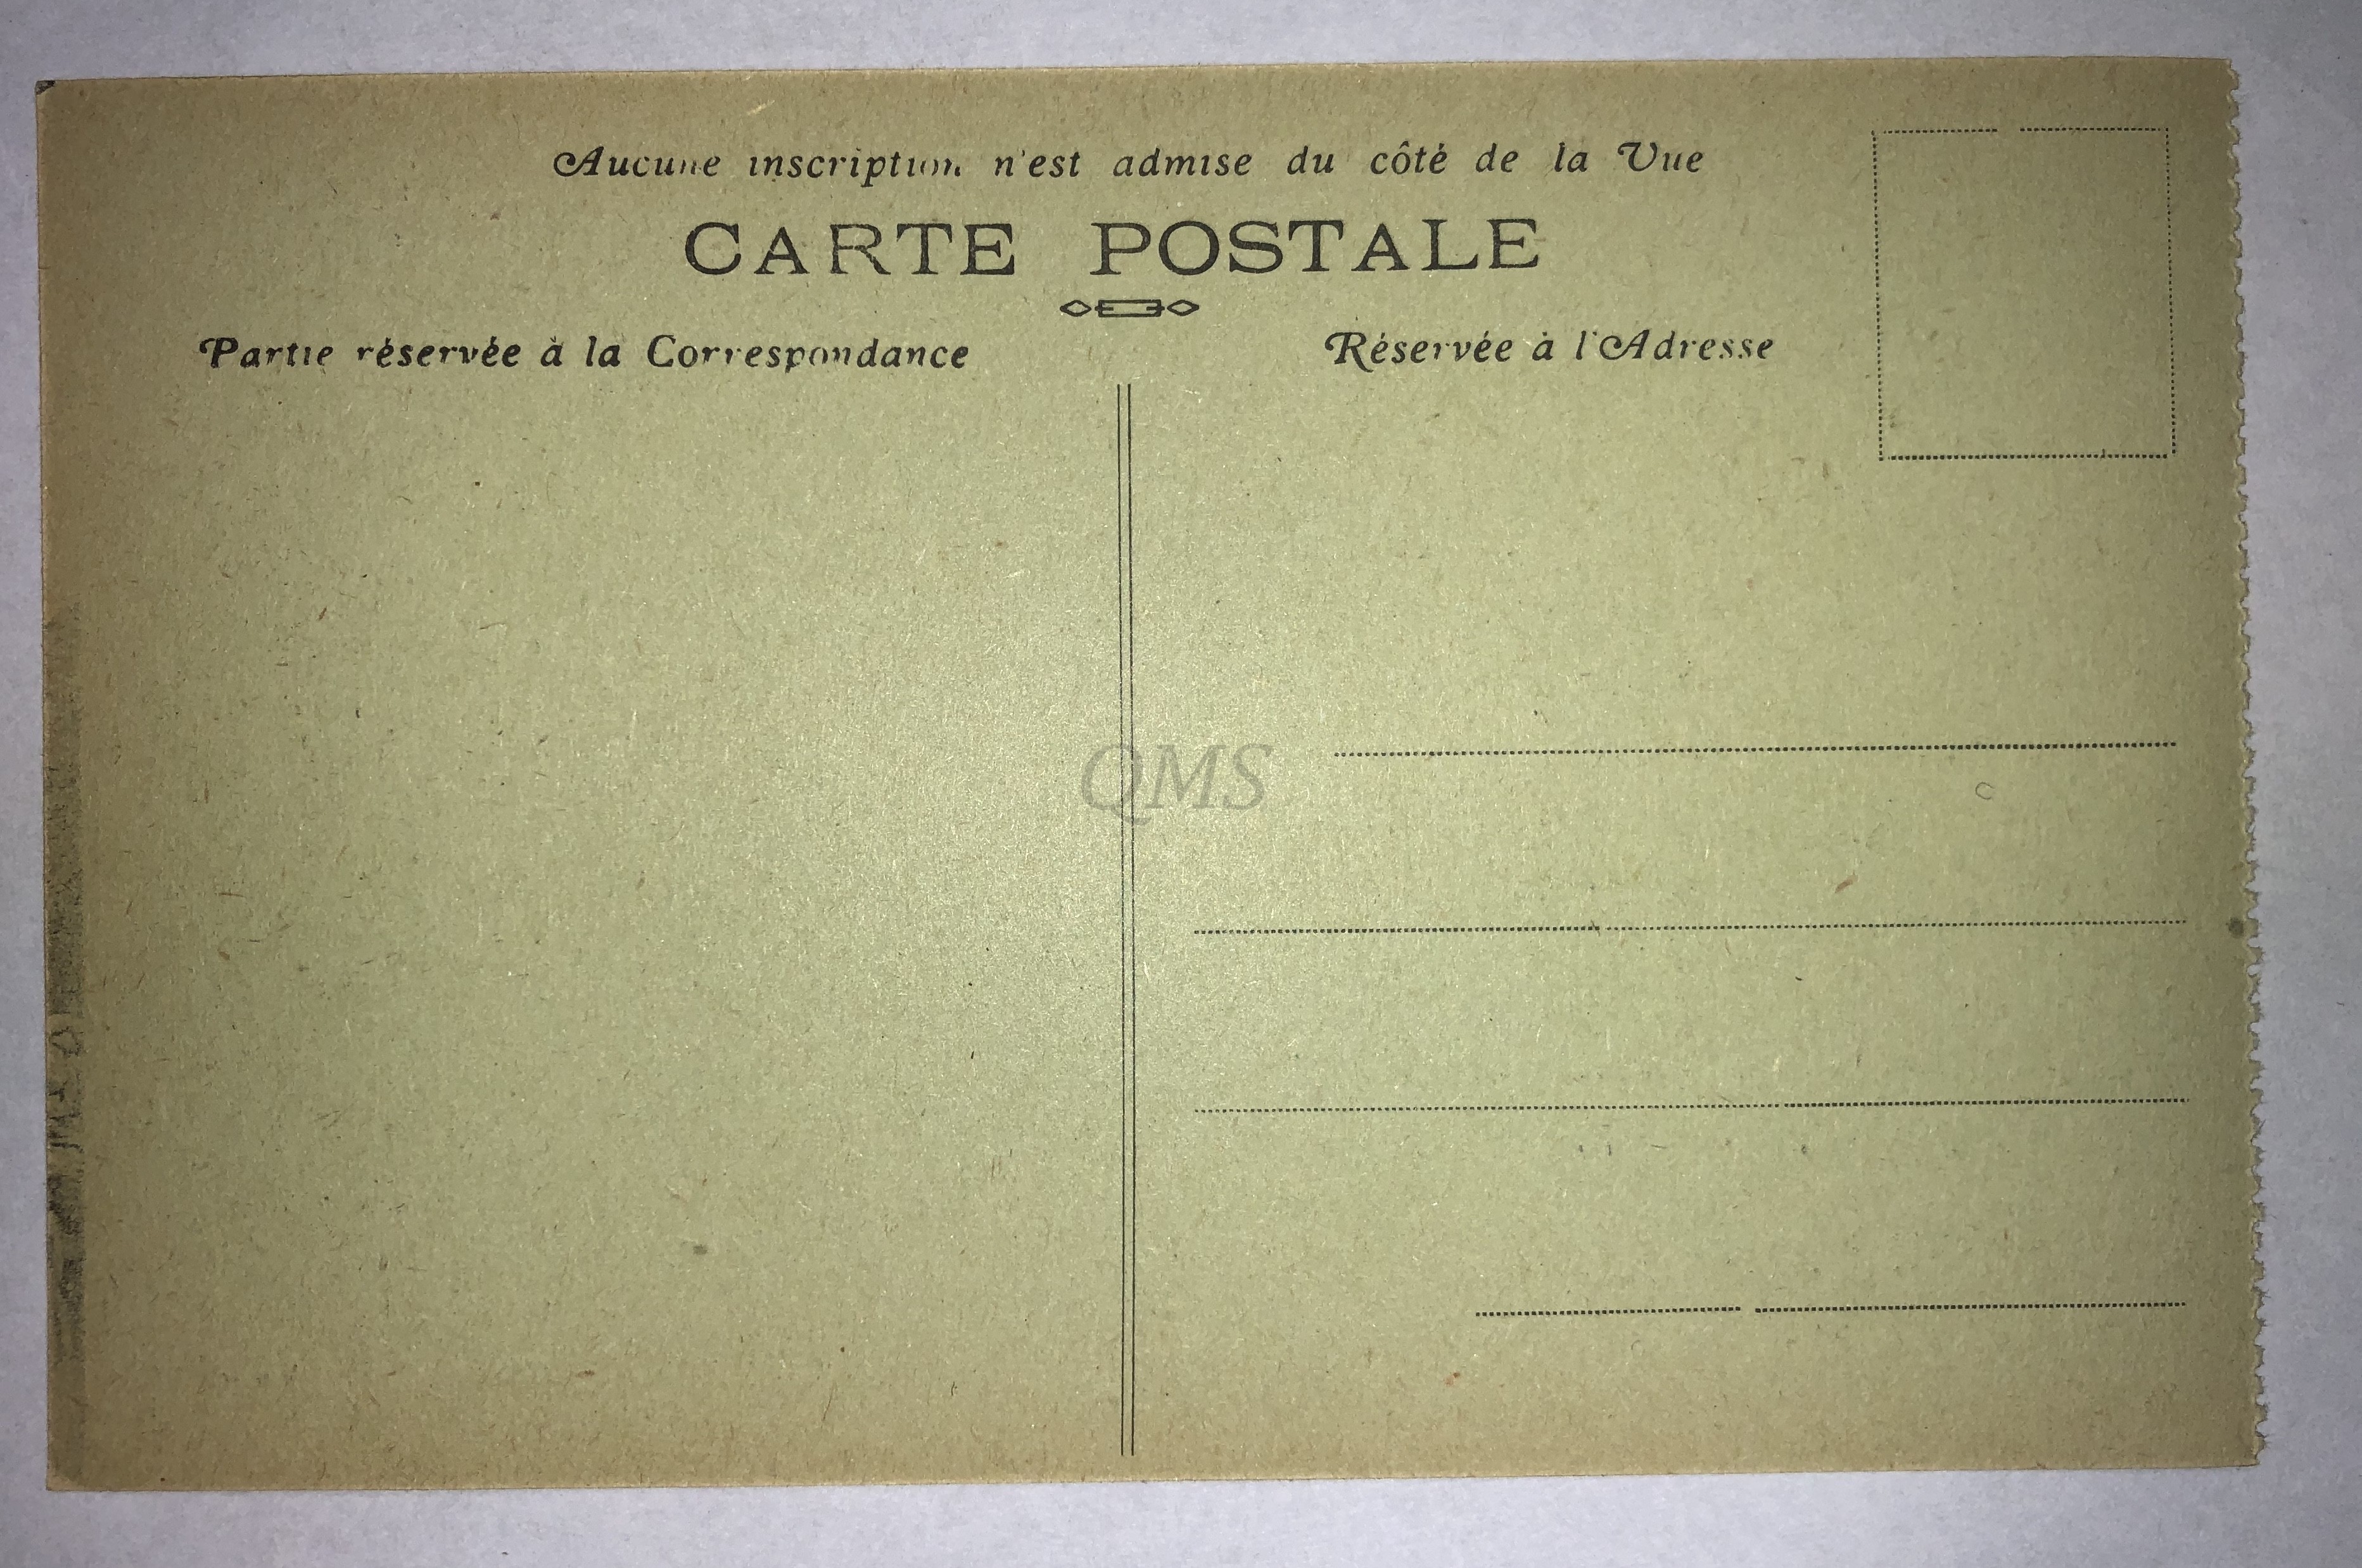 Aucune inscription n'est admise du côté de la Vue
CARTE POSTALE
Partie réservée à la Correspondance
Réservée à l'Adresse
QMS